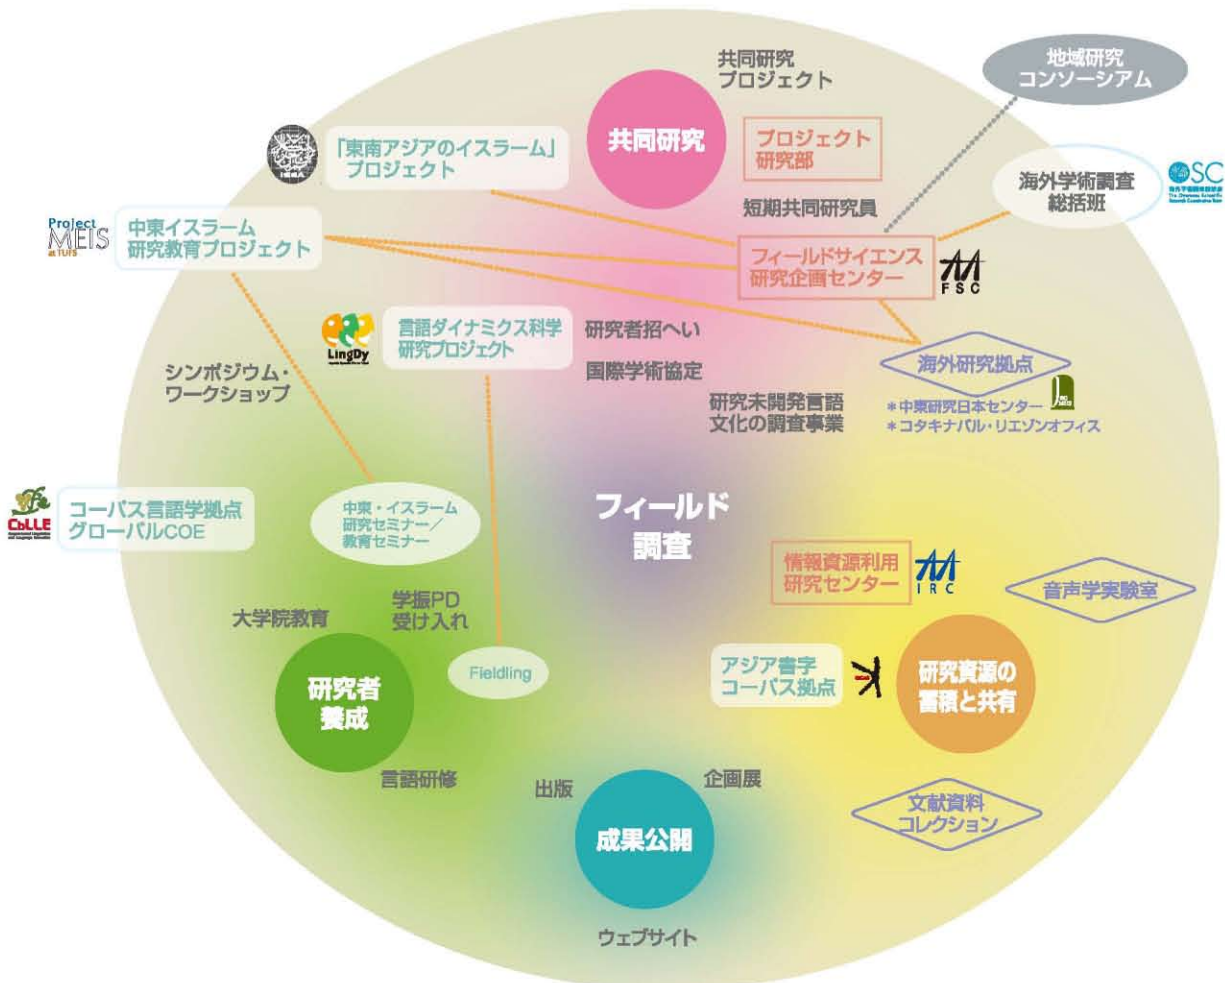 共同研究
プロジェクト
地域研究
コンソーシアム
共同研究
プロジェクト
研究部
「東南アジアのイスラーム」
プロジェクト
海外学術調査
総括班
OSC
短期共同研究員
Project
MEIS
at TUFS
中東イスラーム
研究教育プロジェクト
フィールドサイエンス
研究企画センター
FSC
LingDy
言語ダイナミクス科学
研究プロジェクト
研究者招へい
国際学術協定
海外研究拠点
シンポジウム・
ワークショップ
研究未開発言語
文化の調査事業
＊中東研究日本センター
＊コタキナバル・リエゾンオフィス
CbLLE
コーパス言語学拠点
グローバルCOE
中東・イスラーム
研究セミナー／
教育セミナー
フィールド
調査
情報資源利用
研究センター
IRC
音声学実験室
大学院教育
学振PD
受け入れ
Fieldling
アジア書字
コーパス拠点
研究資源の
蓄積と共有
研究者
養成
言語研修
出版
企画展
文献資料
コレクション
成果公開
ウェブサイト